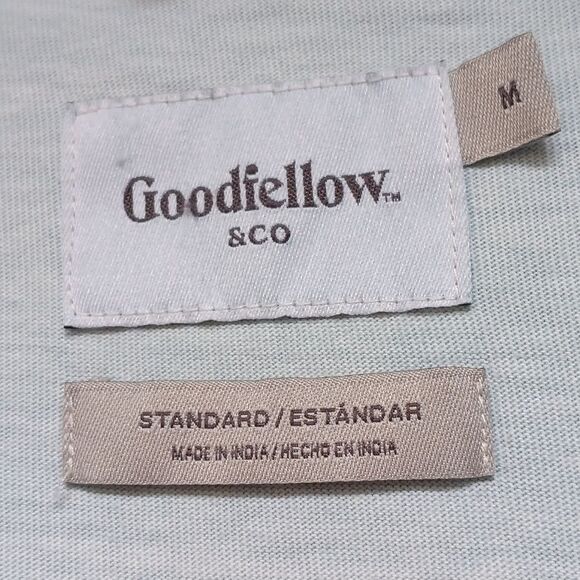 M
Goodfellow™
&CO
STANDARD / ESTÁNDAR
MADE IN INDIA / HECHO EN INDIA